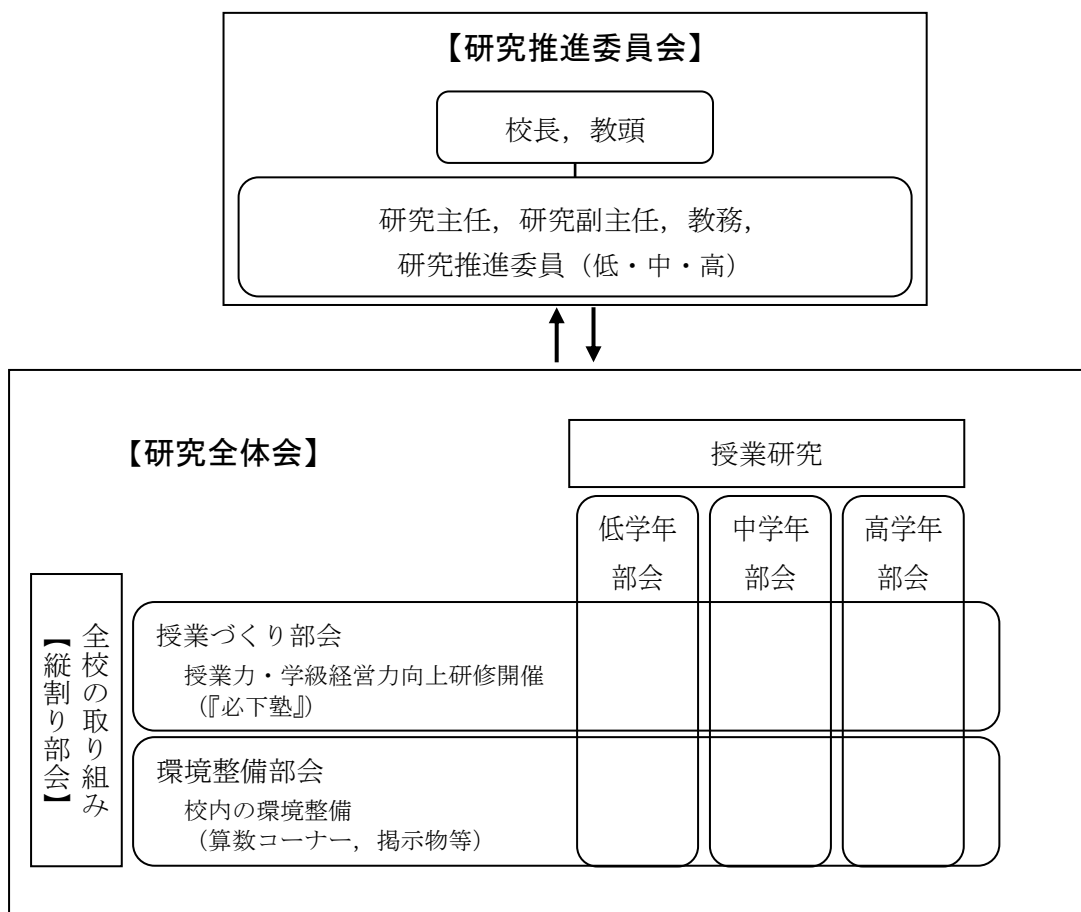 【研究推進委員会】
校長，教頭
研究主任，研究副主任，教務，
研究推進委員（低・中・高）
【研究全体会】
授業研究
低学年
部会
中学年
部会
高学年
部会
全校の取り組み
【縦割り部会】
授業づくり部会
授業力・学級経営力向上研修開催
（『必下塾』）
環境整備部会
校内の環境整備
（算数コーナー，掲示物等）